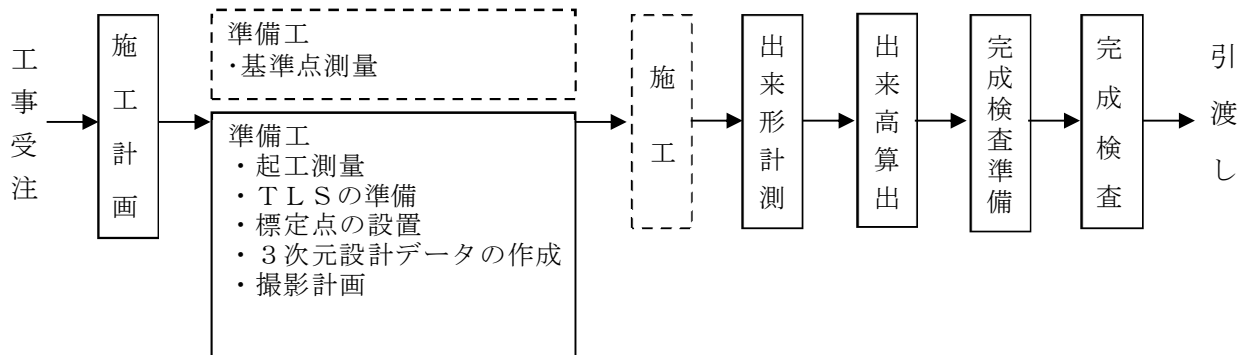 工事受注
施工計画
準備工
・基準点測量
準備工
・起工測量
・ＴＬＳの準備
・標定点の設置
・３次元設計データの作成
・撮影計画
施工
出来形計測
出来高算出
完成検査準備
完成検査
引渡し